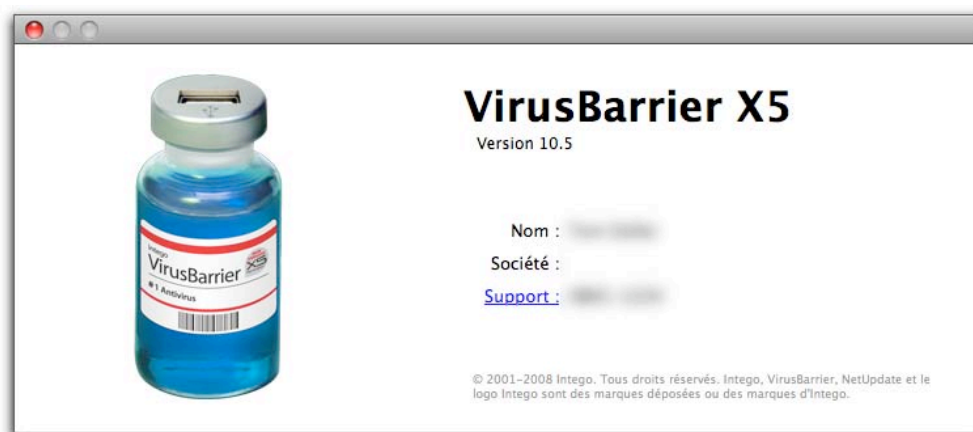 VirusBarrier X5
Version 10.5
Nom :
Société :
Support :
Intego
VirusBarrier X5
#1 Antivirus
© 2001-2008 Intego. Tous droits réservés. Intego, VirusBarrier, NetUpdate et le
logo Intego sont des marques déposées ou des marques d'Intego.